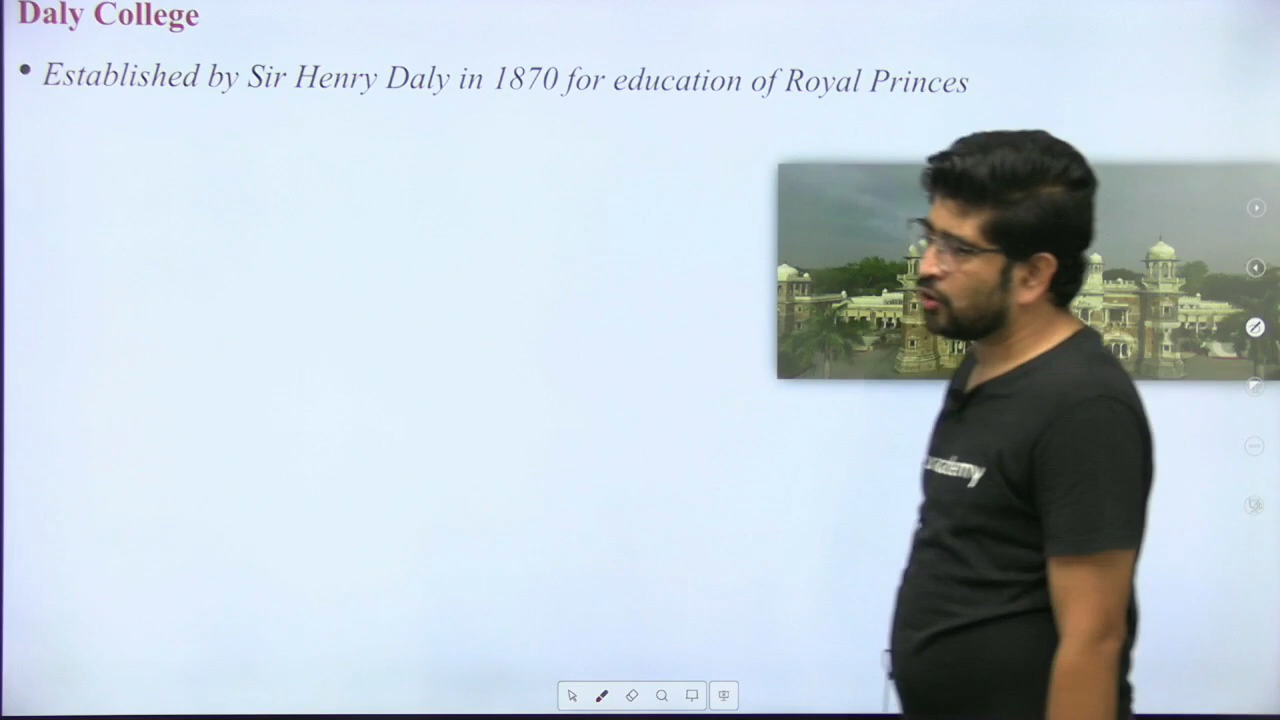 Daly College
• Established by Sir Henry Daly in 1870 for education of Royal Princes